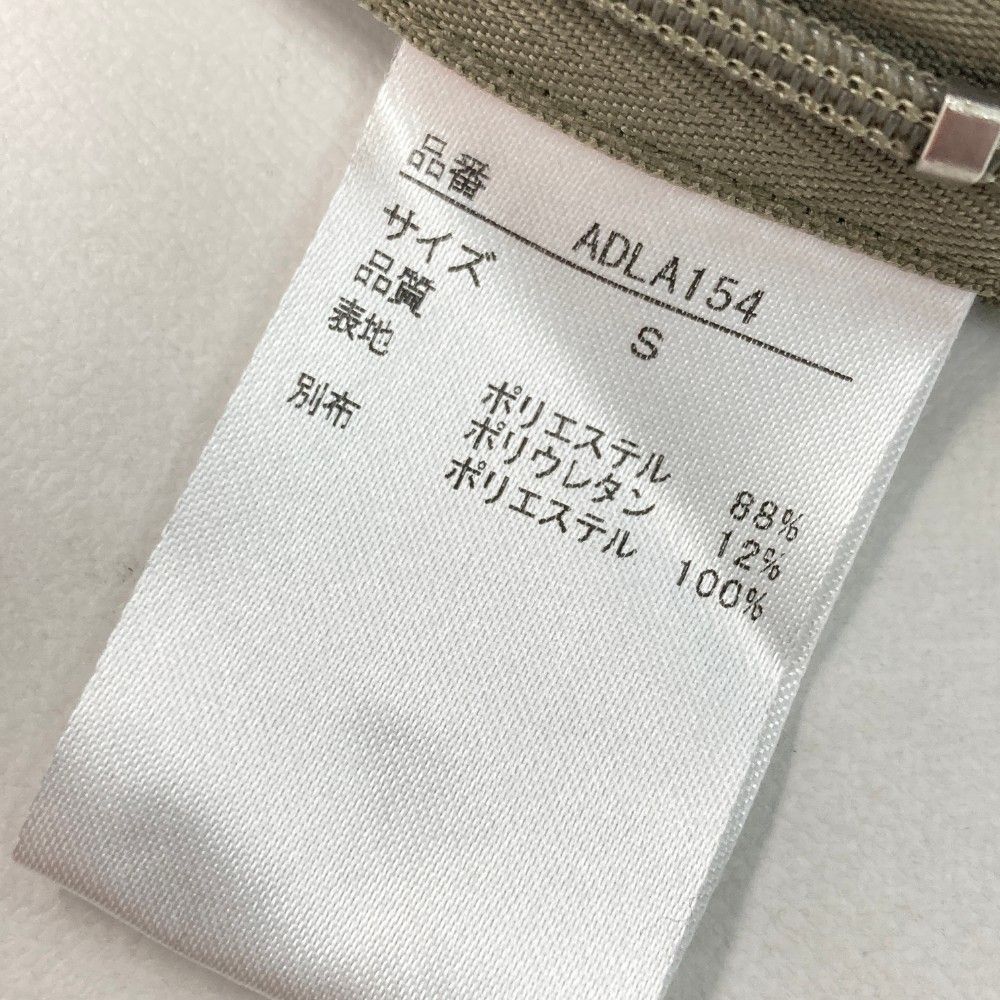 品番 ADLA154
サイズ S
品質
表地 ポリエステル 88%
ポリウレタン 12%
別布 ポリエステル 100%